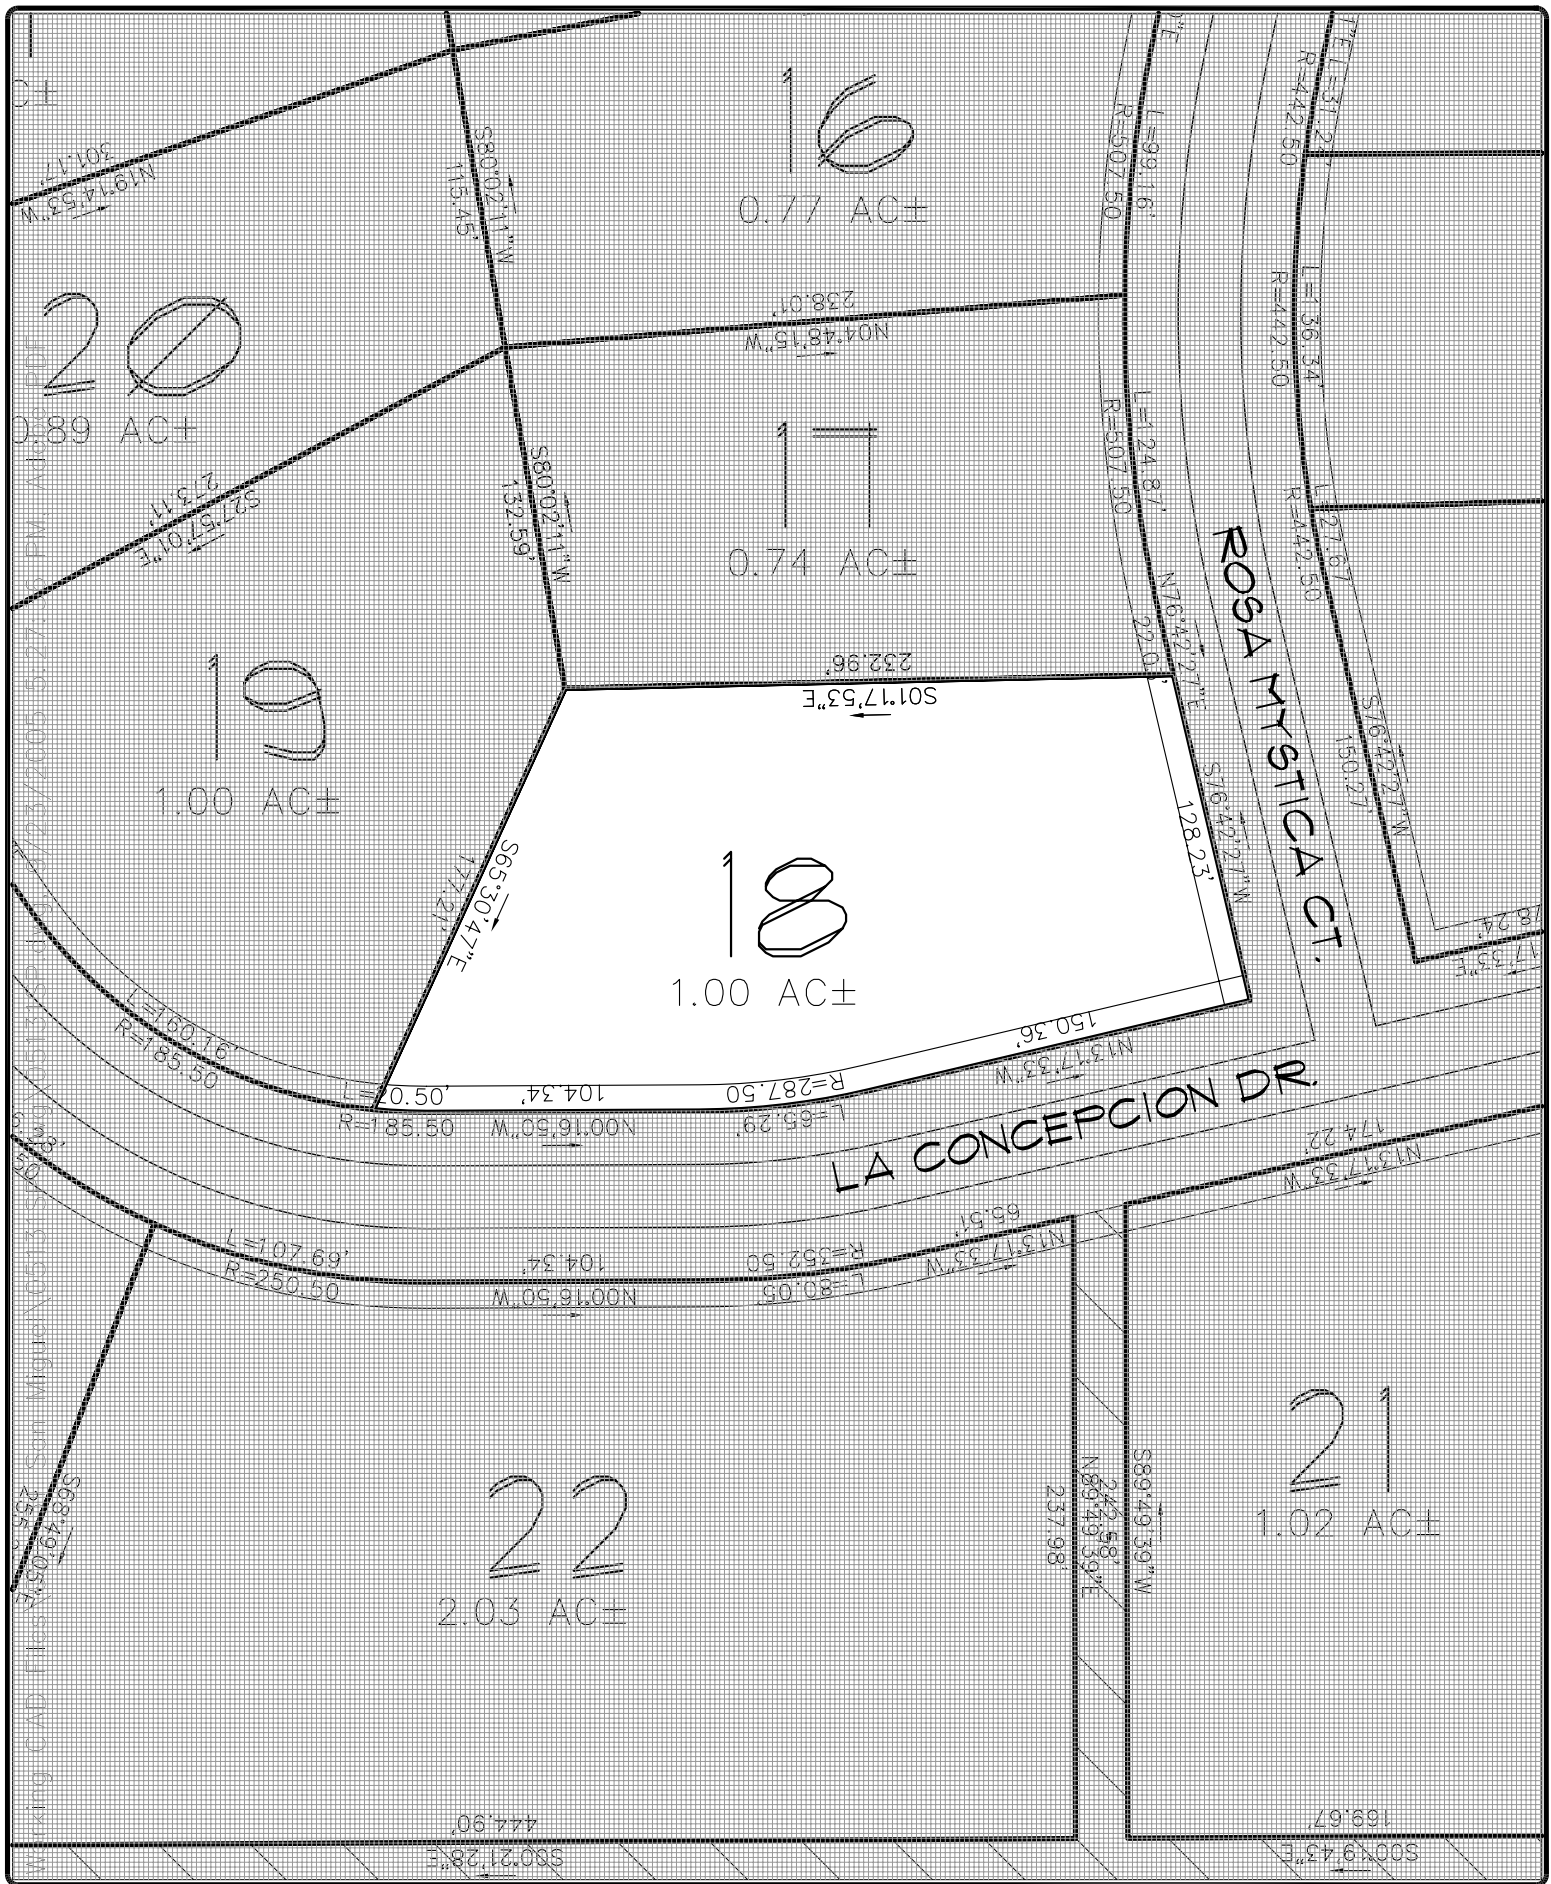 C±
N19°14'53"W
301.17'
S80°02'11"W
115.45'
16
0.77 AC±
L=99.16'
R=507.50
R=442.50
238.01'
N04°48'15"W
L=136.34'
R=442.50
20
0.89 AC±
S27°57'01"E
273.11'
S80°02'11"W
132.59'
17
0.74 AC±
L=124.87'
R=507.50
L=27.67'
R=442.50
N76°42'27"E
ROSA MYSTICA CT.
232.96'
S01°17'53"E
19
1.00 AC±
S76°42'27"W
150.27'
S76°42'27"W
128.23'
S65°30'47"E
177.21'
18
1.00 AC±
L=160.16'
R=185.50
150.36'
N13°17'33"W
L=20.50'
R=185.50
104.34'
N00°16'50"W
R=287.50
L=65.29'
LA CONCEPCION DR.
174.22'
N13°17'33"W
65.51'
N13°17'33"W
L=107.69'
R=250.50
104.34'
N00°16'50"W
R=352.50
L=80.05'
S68°49'05"E
22
2.03 AC±
237.98'
N89°49'39"E
242.58'
S89°49'39"W
21
1.02 AC±
444.90'
S00°21'28"E
169.67'
S00°19'43"E